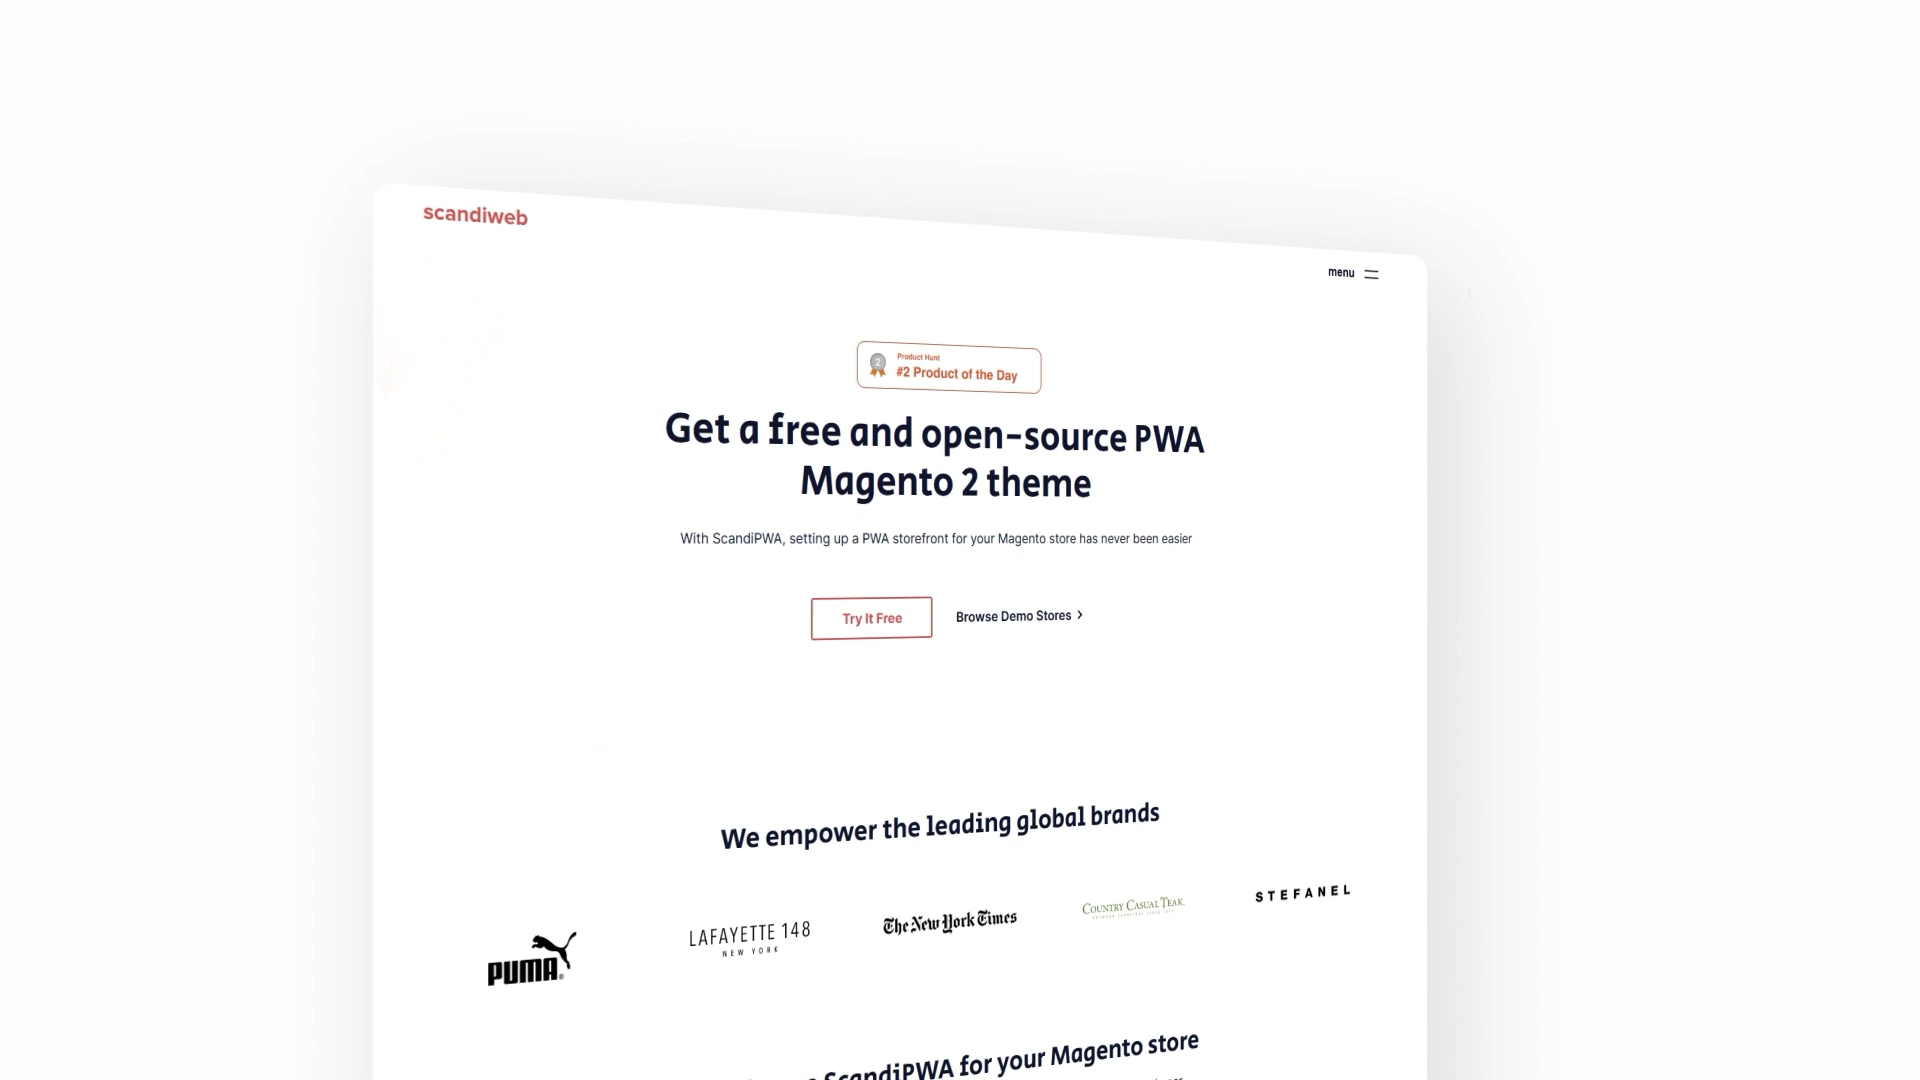 scandiweb
menu
2
Product Hunt
#2 Product of the Day
Get a free and open-source PWA
Magento 2 theme
With ScandiPWA, setting up a PWA storefront for your Magento store has never been easier
Try It Free
Browse Demo Stores
We empower the leading global brands
PUMA®
LAFAYETTE 148
NEW YORK
The New York Times
COUNTRY CASUAL TEAK.
STEFANEL
ScandiPWA for your Magento store